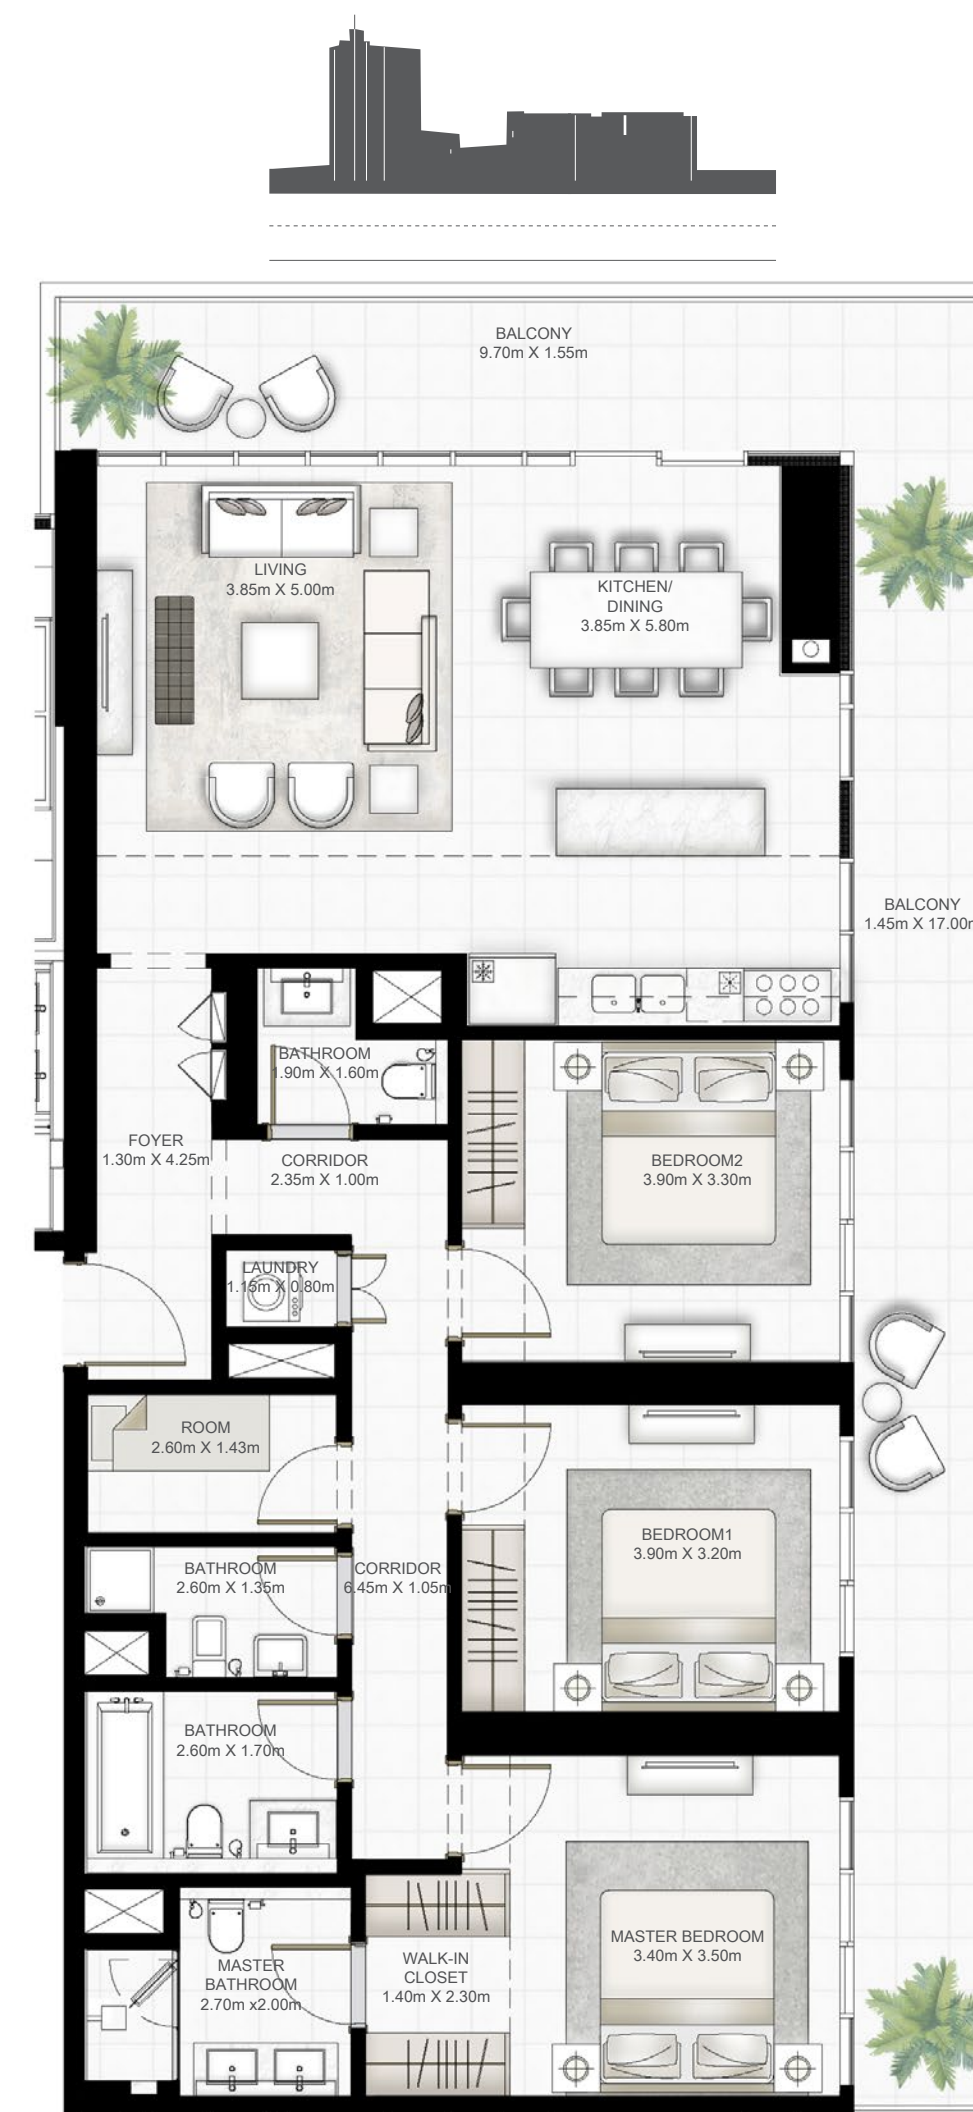 BALCONY
9.70m X 1.55m
LIVING
3.85m X 5.00m
KITCHEN/
DINING
3.85m X 5.80m
BALCONY
1.45m X 17.00m
BATHROOM
1.90m X 1.60m
FOYER
1.30m X 4.25m
CORRIDOR
2.35m X 1.00m
BEDROOM2
3.90m X 3.30m
LAUNDRY
1.15m X 0.80m
ROOM
2.60m X 1.43m
BEDROOM1
3.90m X 3.20m
BATHROOM
2.60m X 1.35m
CORRIDOR
6.45m X 1.05m
BATHROOM
2.60m X 1.70m
MASTER BEDROOM
3.40m X 3.50m
WALK-IN
CLOSET
1.40m X 2.30m
MASTER
BATHROOM
2.70m x2.00m